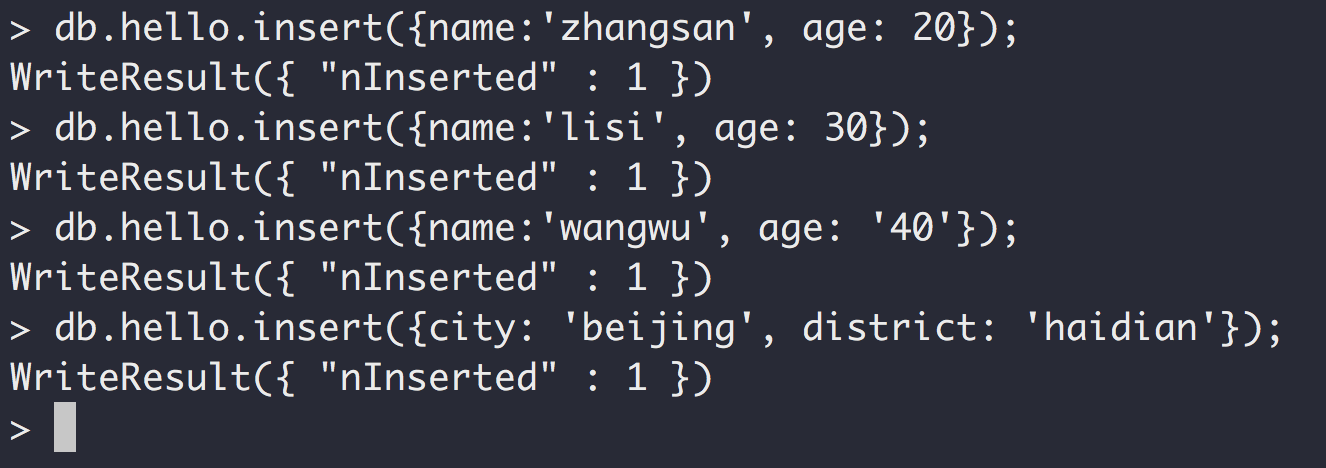 > db.hello.insert({name:'zhangsan', age: 20});
WriteResult({ "nInserted" : 1 })
> db.hello.insert({name:'lisi', age: 30});
WriteResult({ "nInserted" : 1 })
> db.hello.insert({name:'wangwu', age: '40'});
WriteResult({ "nInserted" : 1 })
> db.hello.insert({city: 'beijing', district: 'haidian'});
WriteResult({ "nInserted" : 1 })
>